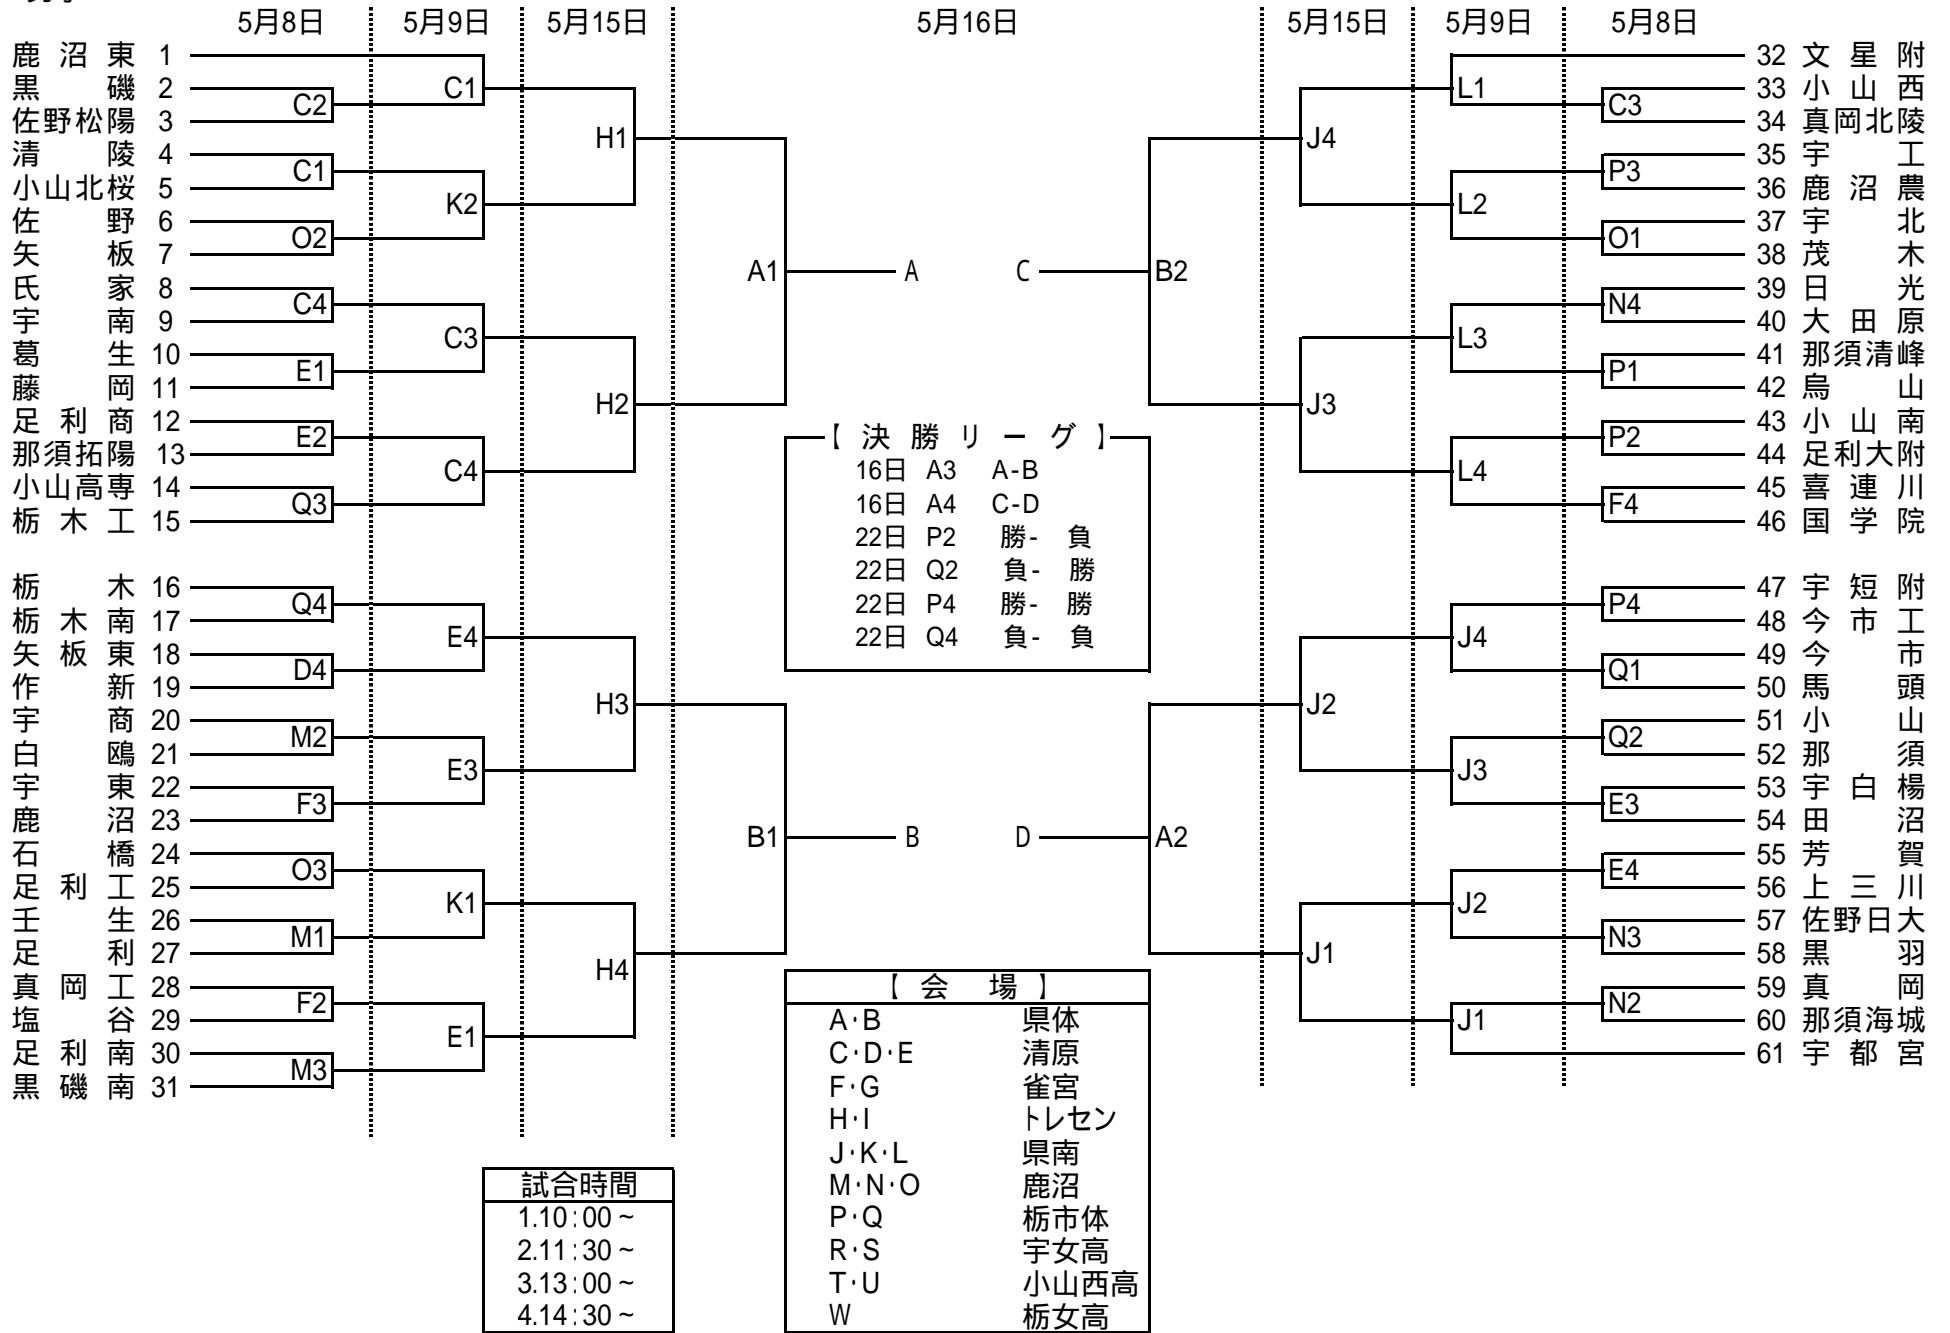 5月8日 5月9日 5月15日 5月16日 5月15日 5月9日 5月8日
鹿沼東 1 32 文星附
C1 L1
黒磯 2 33 小山西
C2 C3
佐野松陽 3 34 真岡北陵
H1 J4
清陵 4 35 宇工
C1 P3
小山北桜 5 36 鹿沼農
K2 L2
佐野 6 37 宇北
O2 O1
矢板 7 38 茂木
A1 A C B2
氏家 8 39 日光
C4 N4
宇南 9 40 大田原
C3 L3
葛生 10 41 那須清峰
E1 P1
藤岡 11 42 烏山
H2 J3
足利商 12 43 小山南
E2 P2
那須拓陽 13 44 足利大附
C4 L4
小山高専 14 45 喜連川
Q3 F4
栃木工 15 46 国学院
【決勝リーグ】
16日 A3 A-B
16日 A4 C-D
22日 P2 勝- 負
22日 Q2 負- 勝
22日 P4 勝- 勝
22日 Q4 負- 負
栃木 16 47 宇短附
Q4 P4
栃木南 17 48 今市工
E4 J4
矢板東 18 49 今市
D4 Q1
作新 19 50 馬頭
H3 J2
宇商 20 51 小山
M2 Q2
白鴎 21 52 那須
E3 J3
宇東 22 53 宇白楊
F3 E3
鹿沼 23 54 田沼
B1 B D A2
石橋 24 55 芳賀
O3 E4
足利工 25 56 上三川
K1 J2
壬生 26 57 佐野日大
M1 N3
足利 27 58 黒羽
H4 J1
真岡工 28 59 真岡
F2 N2
塩谷 29 60 那須海城
E1 J1
足利南 30 61 宇都宮
M3
黒磯南 31
【会場】
A・B 県体
C・D・E 清原
F・G 雀宮
H・I トレセン
J・K・L 県南
M・N・O 鹿沼
P・Q 栃市体
R・S 宇女高
T・U 小山西高
W 栃女高
試合時間
1.10:00~
2.11:30~
3.13:00~
4.14:30~